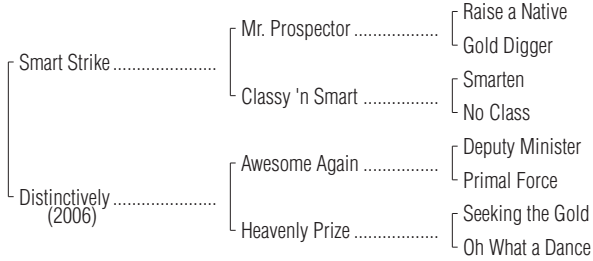 Raise a Native
Mr. Prospector ..................
Gold Digger
Smart Strike ......................
Smarten
Classy 'n Smart ................
No Class
Deputy Minister
Awesome Again ................
Primal Force
Distinctively ......................
(2006)
Seeking the Gold
Heavenly Prize ..................
Oh What a Dance